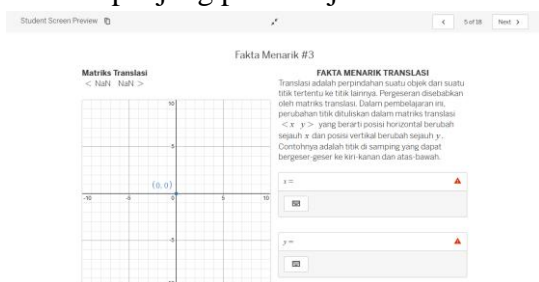 Student Screen Preview
5 of 18
Next >
Fakta Menarik #3
Matriks Translasi
< NaN NaN >
10
5
(0,0)
-10
-5
0
5
10
-5
FAKTA MENARIK TRANSLASI
Translasi adalah perpindahan suatu objek dari suatu
titik tertentu ke titik lainnya. Pergeseran disebabkan
oleh matriks translasi. Dalam pembelajaran ini,
perubahan titik dituliskan dalam matriks translasi
< x y > yang berarti posisi horizontal berubah
sejauh x dan posisi vertikal berubah sejauh y.
Contohnya adalah titik di samping yang dapat
bergeser-geser ke kiri-kanan dan atas-bawah.
x =
y =